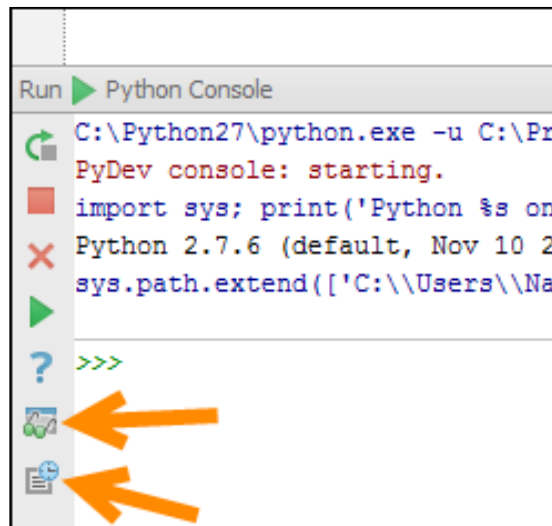 Run Python Console
C:\Python27\python.exe -u C:\Pr
PyDev console: starting.
import sys; print('Python %s on
Python 2.7.6 (default, Nov 10 2
sys.path.extend(['C:\\Users\\Na
?
>>>